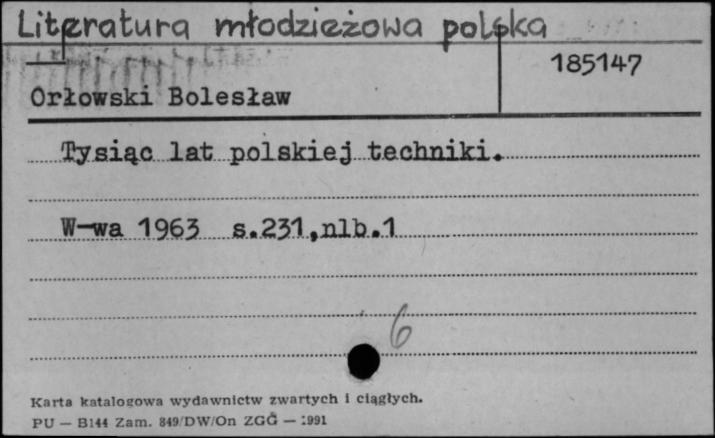 Literatura młodzieżowa polska
185147
Orłowski Bolesław
Tysiąc lat polskiej techniki.
W-wa 1963 s.231,nlb.1
6
Karta katalogowa wydawnictw zwartych i ciągłych.
PU — B144 Zam. 849/DW/On ZGG — 1991